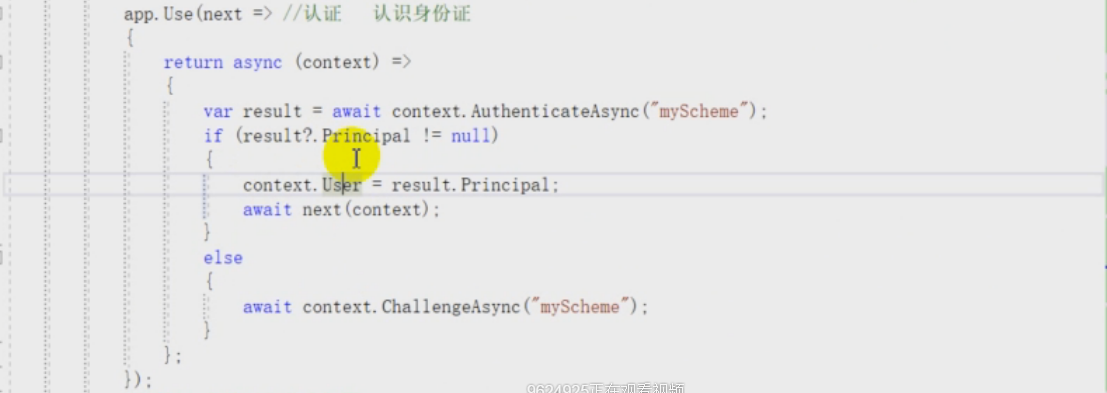 app.Use(next => //认证   认识身份证
{
return async (context) =>
{
var result = await context.AuthenticateAsync("myScheme");
if (result?.Principal != null)
{
context.User = result.Principal;
await next(context);
}
else
{
await context.ChallengeAsync("myScheme");
}
};
});
9624925正在观看视频